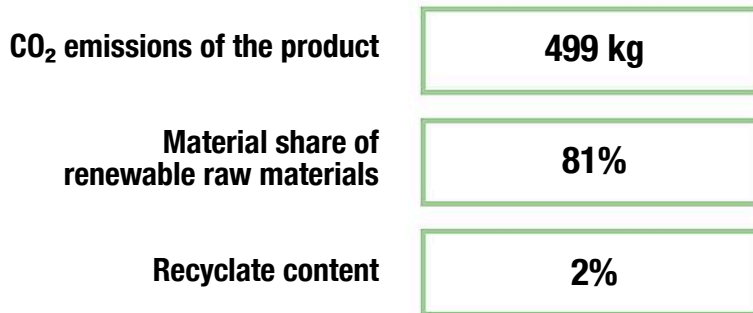 CO₂ emissions of the product
499 kg
Material share of
renewable raw materials
81%
Recyclate content
2%